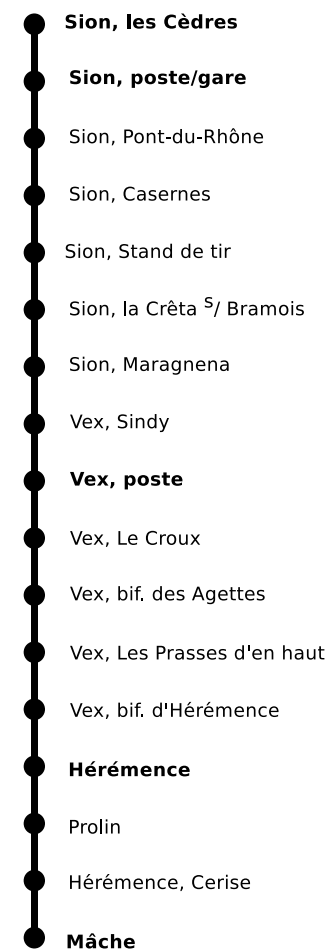 Sion, les Cèdres
Sion, poste/gare
Sion, Pont-du-Rhône
Sion, Casernes
Sion, Stand de tir
Sion, la Crêta s/ Bramois
Sion, Maragnena
Vex, Sindy
Vex, poste
Vex, Le Croux
Vex, bif. des Agettes
Vex, Les Prasses d'en haut
Vex, bif. d'Hérémence
Hérémence
Prolin
Hérémence, Cerise
Mâche